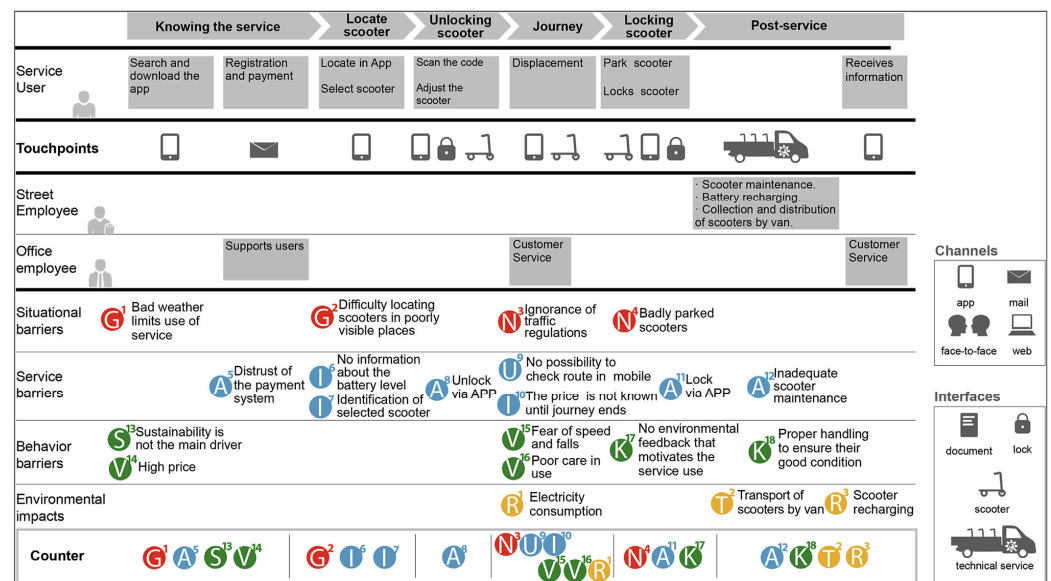 Knowing the service
Locate
scooter
Unlocking
scooter
Journey
Locking
scooter
Post-service
Service
User
Search and
download the
app
Registration
and payment
Locate in App
Select scooter
Scan the code
Adjust the
scooter
Displacement
Park scooter
Locks scooter
Receives
information
Touchpoints
Street
Employee
· Scooter maintenance.
· Battery recharging.
· Collection and distribution
of scooters by van.
Office
employee
Supports users
Customer
Service
Customer
Service
Situational
barriers
G1 Bad weather
limits use of
service
G2 Difficulty locating
scooters in poorly
visible places
N3 Ignorance of
traffic
regulations
N4 Badly parked
scooters
Service
barriers
A5 Distrust of
the payment
system
I6 No information
about the
battery level
I7 Identification of
selected scooter
A8 Unlock
via APP
U9 No possibility to
check route in mobile
I10 The price is not known
until journey ends
A11 Lock
via APP
A12 Inadequate
scooter
maintenance
Behavior
barriers
S13 Sustainability is
not the main driver
V14 High price
V15 Fear of speed
and falls
V16 Poor care in
use
K17 No environmental
feedback that
motivates the
service use
K18 Proper handling
to ensure their
good condition
Environmental
impacts
R1 Electricity
consumption
T2 Transport of
scooters by van
R3 Scooter
recharging
Counter
G1 A5 S13 V14
G2 I6 I7
A8
N3 U9 I10
V15 V16 R1
N4 A11 K17
A12 K18 T2 R3
Channels
app
mail
face-to-face
web
Interfaces
document
lock
scooter
technical service